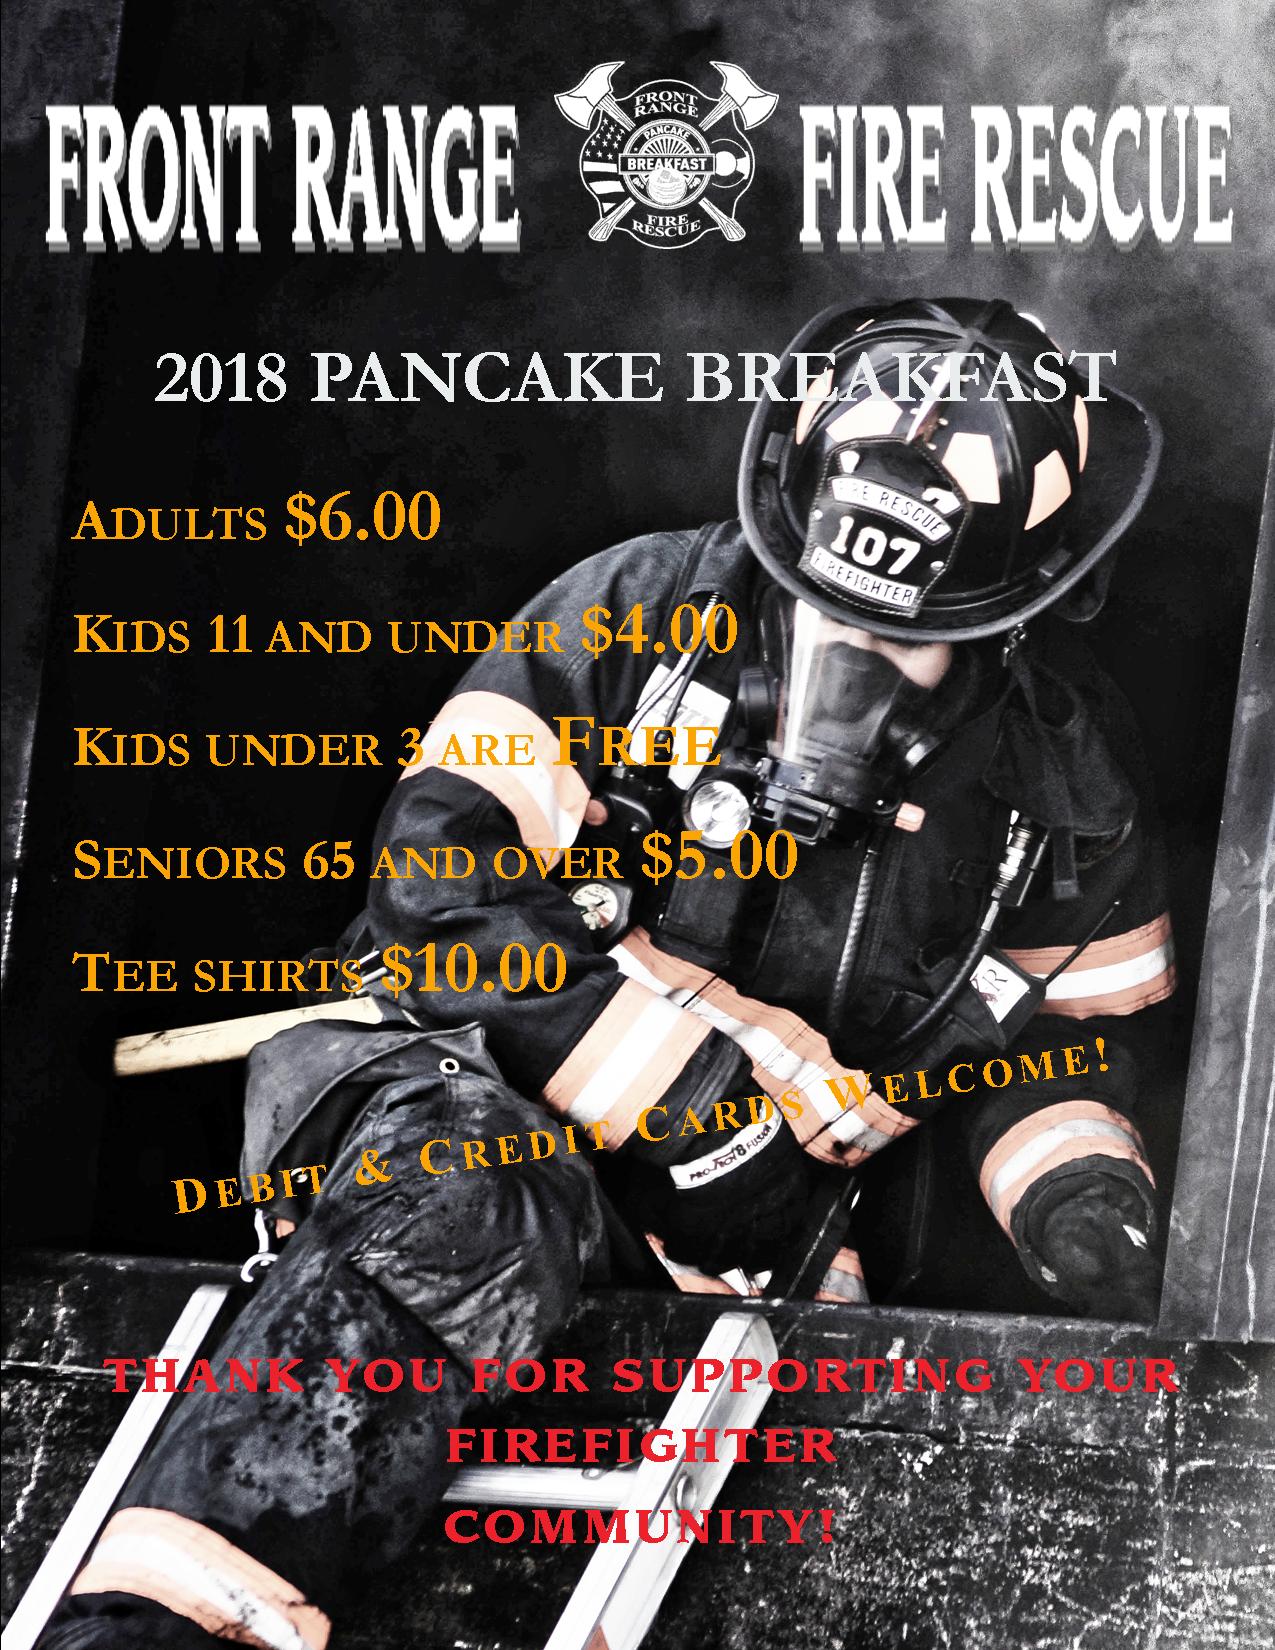 FRONT RANGE
FRONT RANGE
PANCAKE
BREAKFAST
FIRE RESCUE
FIRE RESCUE
2018 PANCAKE BREAKFAST
ADULTS $6.00
KIDS 11 AND UNDER $4.00
KIDS UNDER 3 ARE FREE
SENIORS 65 AND OVER $5.00
TEE SHIRTS $10.00
DEBIT & CREDIT CARDS WELCOME!
FIRE RESCUE
107
FIREFIGHTER
THANK YOU FOR SUPPORTING YOUR
FIREFIGHTER
COMMUNITY!